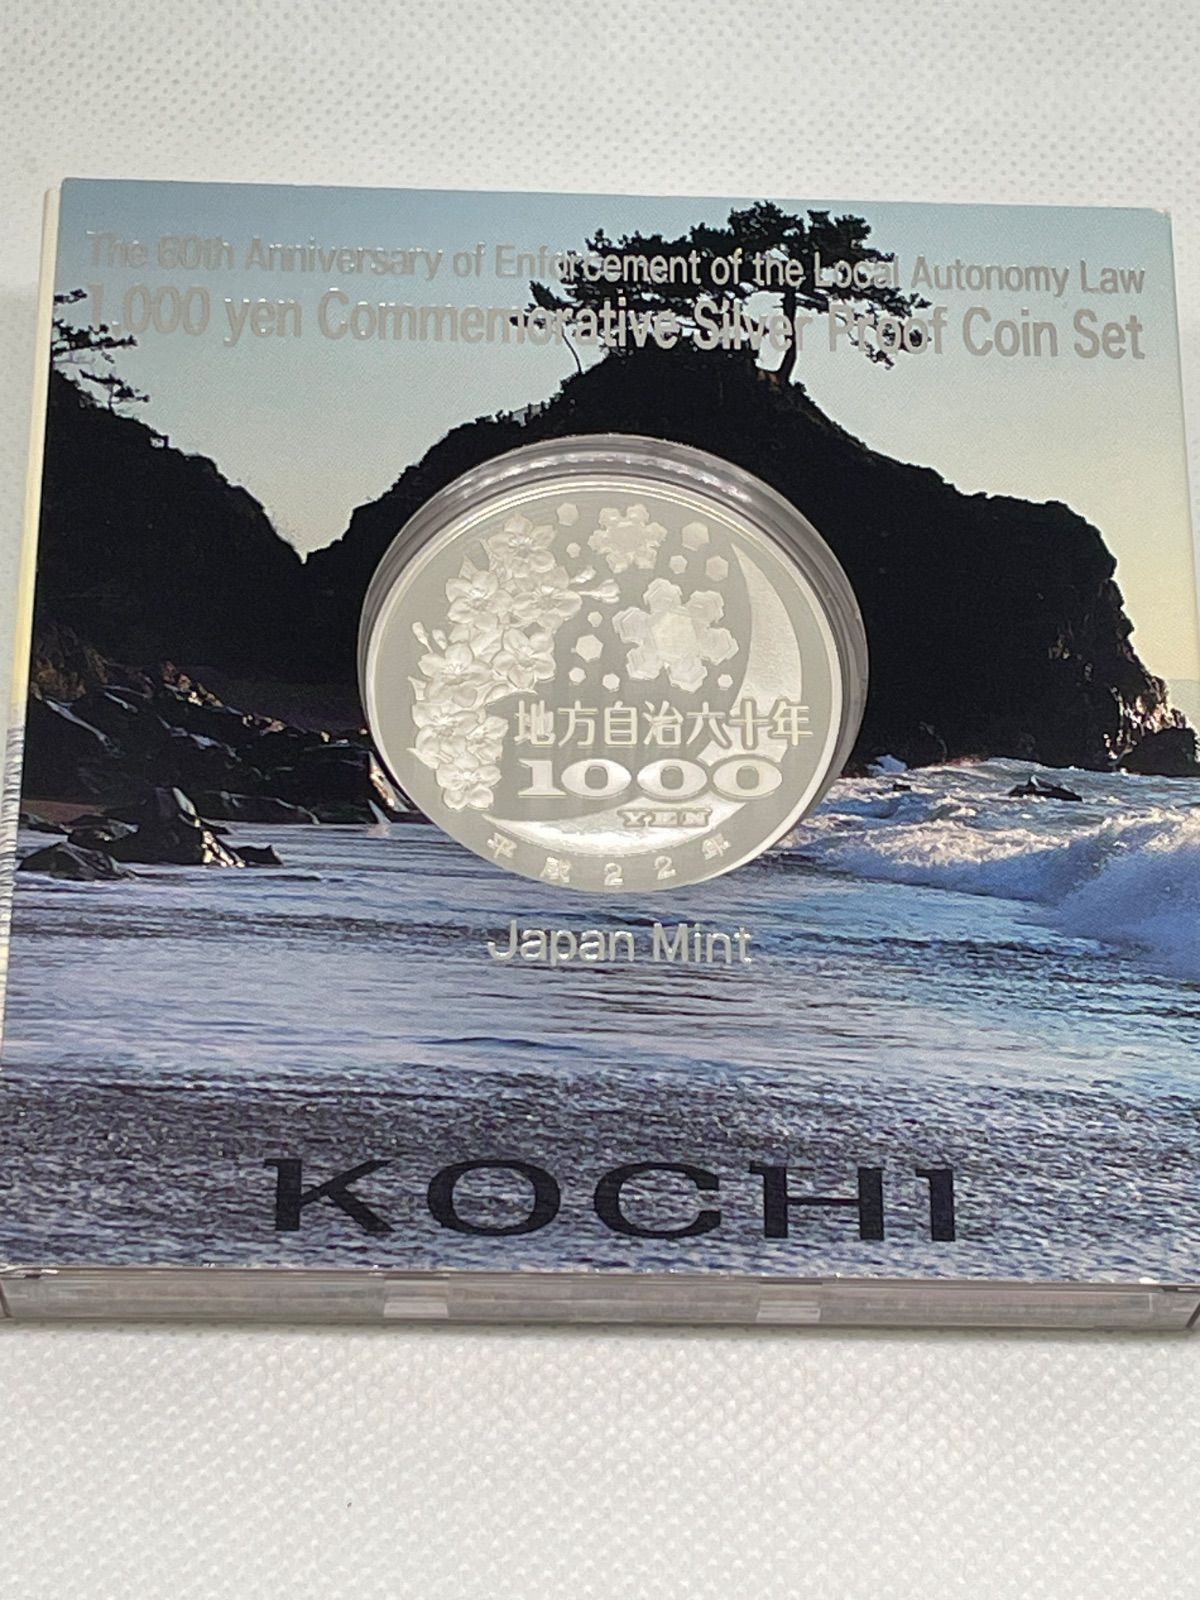 The 60th Anniversary of Enforcement of the Local Autonomy Law
1,000 yen Commemorative Silver Proof Coin Set
地方自治六十年
1000
YEN
平成22年
Japan Mint
KOCHI